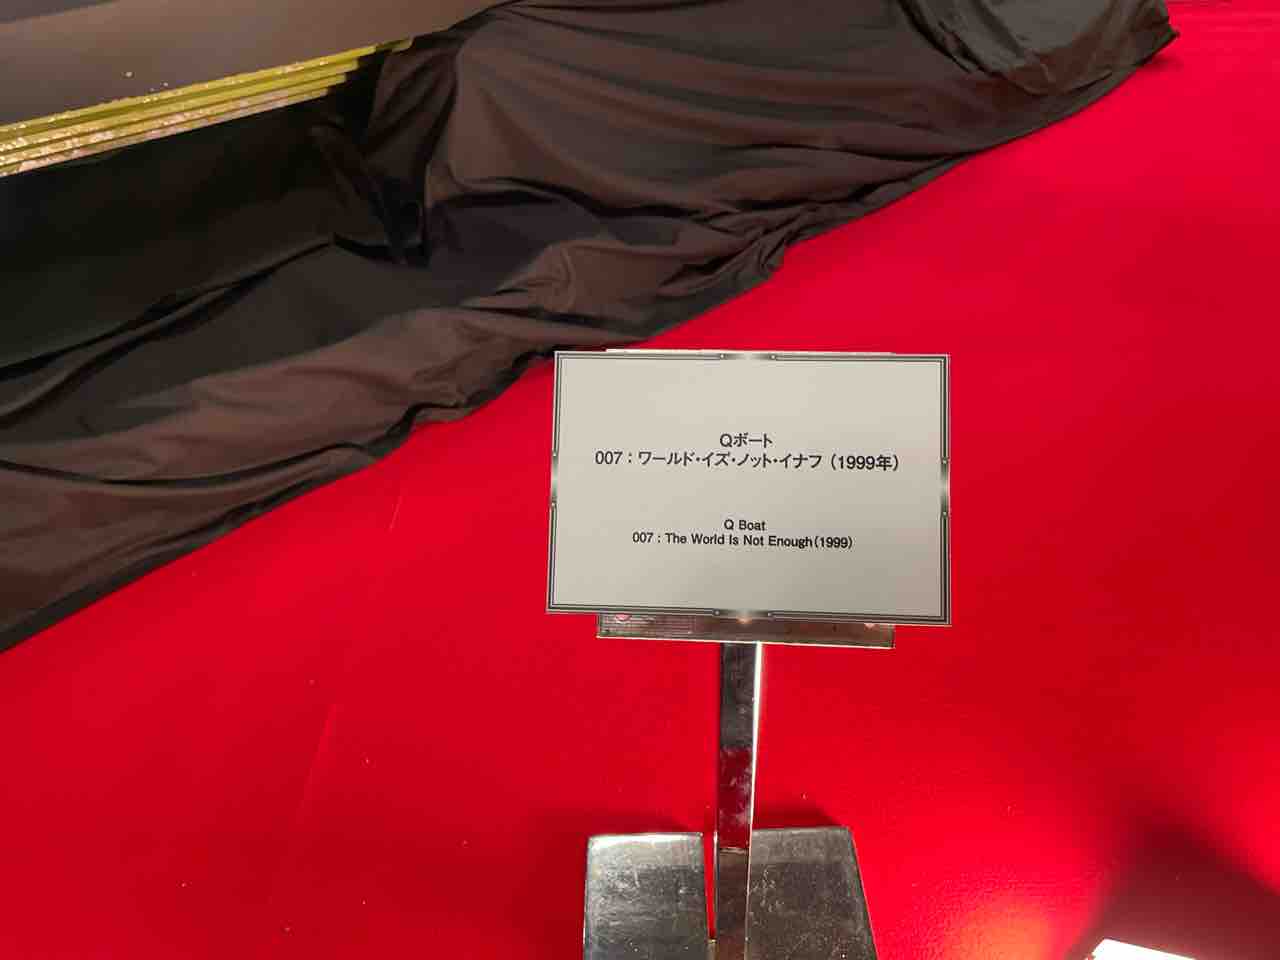 Qボート
007：ワールド・イズ・ノット・イナフ（1999年）
Q Boat
007 : The World Is Not Enough(1999)